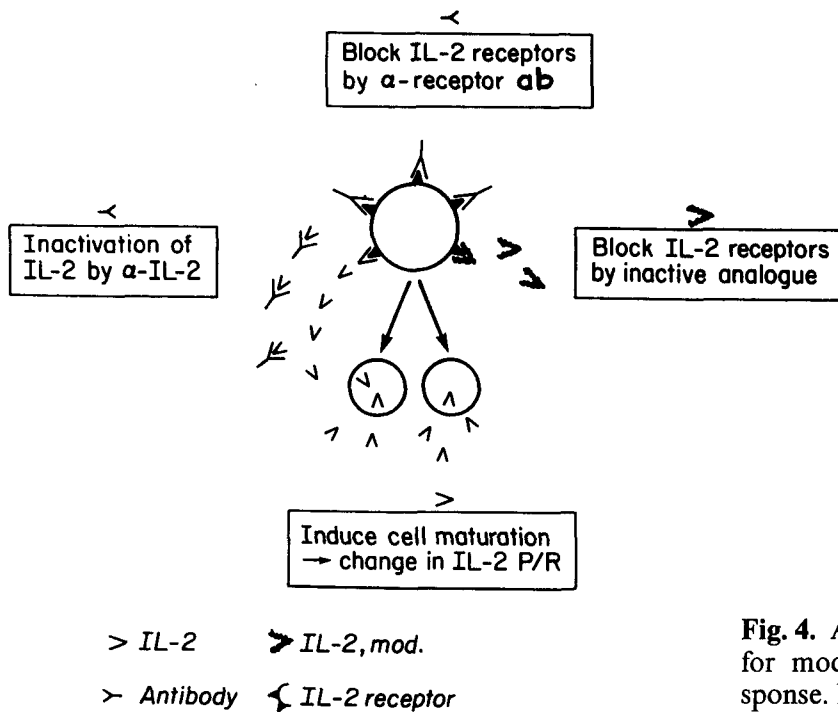 Block IL-2 receptors
by α-receptor ab
Inactivation of
IL-2 by α-IL-2
Block IL-2 receptors
by inactive analogue
Induce cell maturation
→ change in IL-2 P/R
> IL-2
IL-2, mod.
Antibody
IL-2 receptor
Fig. 4. A
for mod
sponse.